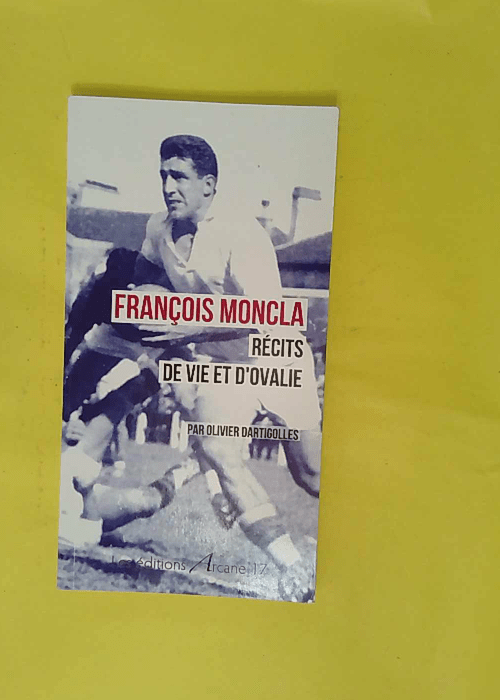 FRANÇOIS MONCLA
RÉCITS
DE VIE ET D'OVALIE
PAR OLIVIER DARTIGOLLES
Les éditions Arcane 17